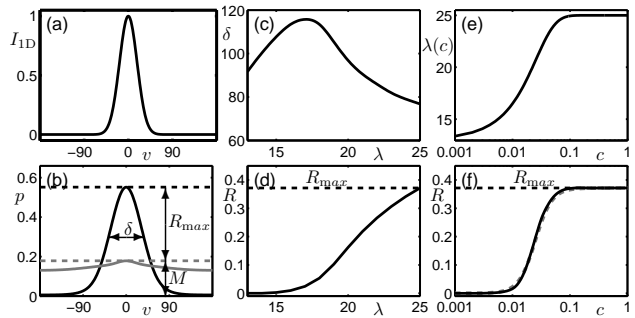 (a)
I1D
1
0.5
0
−90
0
v
90
(c)
δ
120
100
80
60
15
20
λ
25
(e)
λ(c)
25
20
15
0.001
0.01
0.1
c
1
(b)
p
0.6
0.4
0.2
0
Rmax
δ
M
−90
0
v
90
(d)
Rmax
R
0.4
0.3
0.2
0.1
0
15
20
λ
25
(f)
Rmax
R
0.4
0.3
0.2
0.1
0
0.001
0.01
0.1
c
1